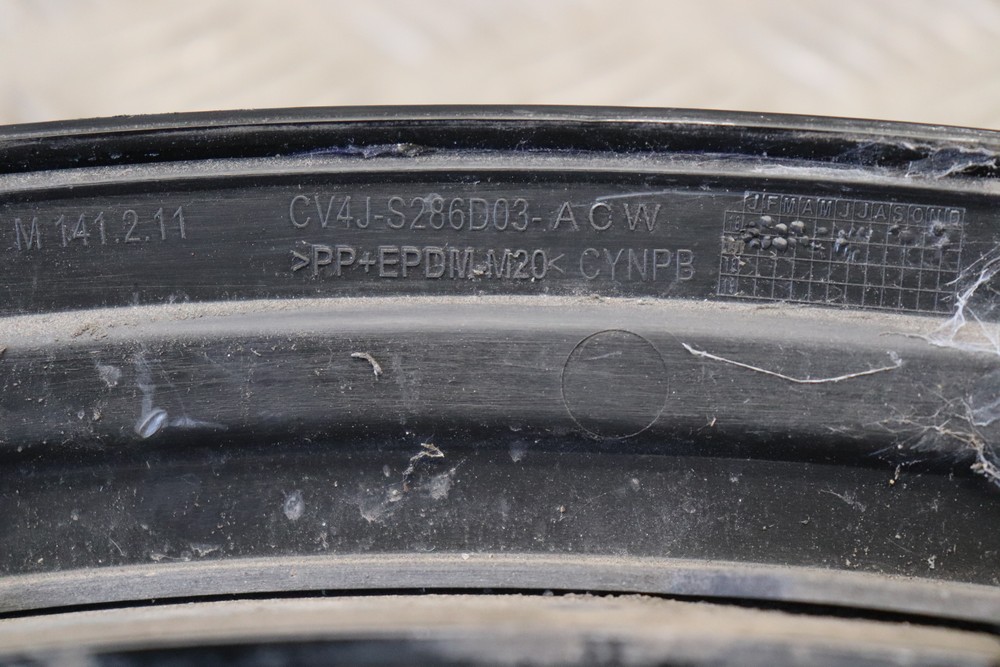 M 141.2.11
CV4J-S286D03-ACW
>PP+EPDM-M20< CYNPB
JFMAMJJASOND